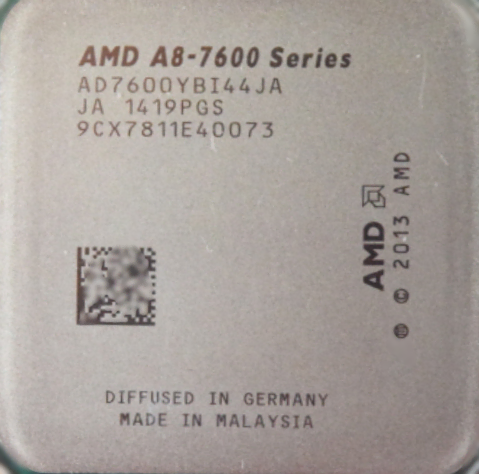 AMD A8-7600 Series
AD7600YBI44JA
JA 1419PGS
9CX7811E40073
AMD
ⓜ © 2013 AMD
DIFFUSED IN GERMANY
MADE IN MALAYSIA